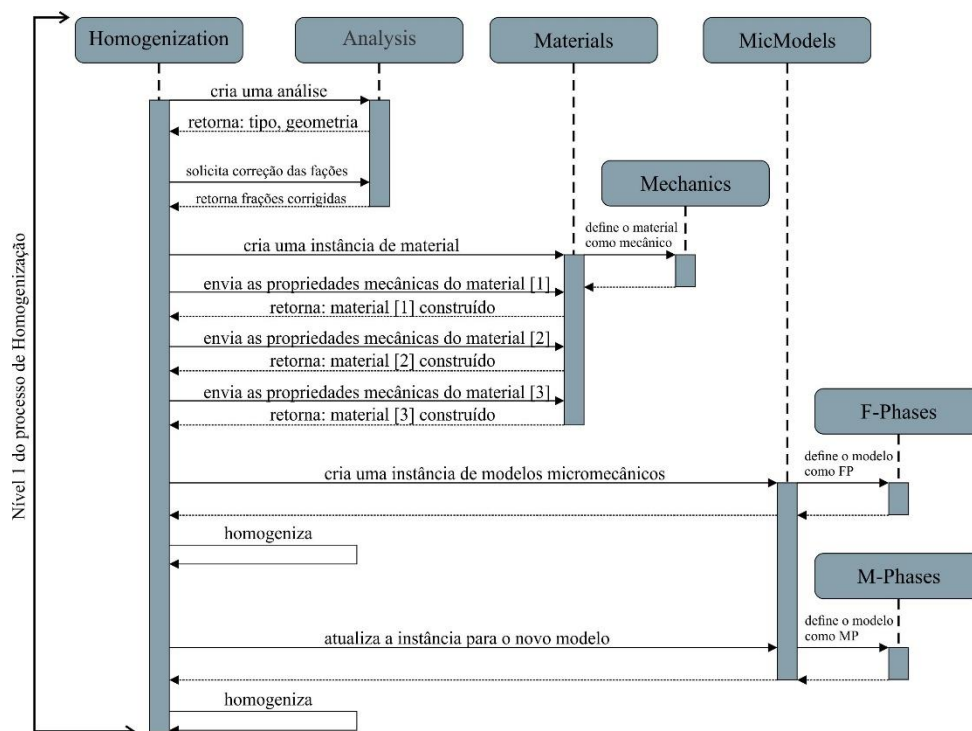 Homogenization
Analysis
Materials
MicModels
cria uma análise
retorna: tipo, geometria
solicita correção das fações
retorna frações corrigidas
Mechanics
define o material
como mecânico
cria uma instância de material
envia as propriedades mecânicas do material [1]
retorna: material [1] construído
envia as propriedades mecânicas do material [2]
retorna: material [2] construído
envia as propriedades mecânicas do material [3]
retorna: material [3] construído
F-Phases
define o modelo
como FP
cria uma instância de modelos micromecânicos
homogeniza
M-Phases
define o modelo
como MP
atualiza a instância para o novo modelo
homogeniza
Nível 1 do processo de Homogenização